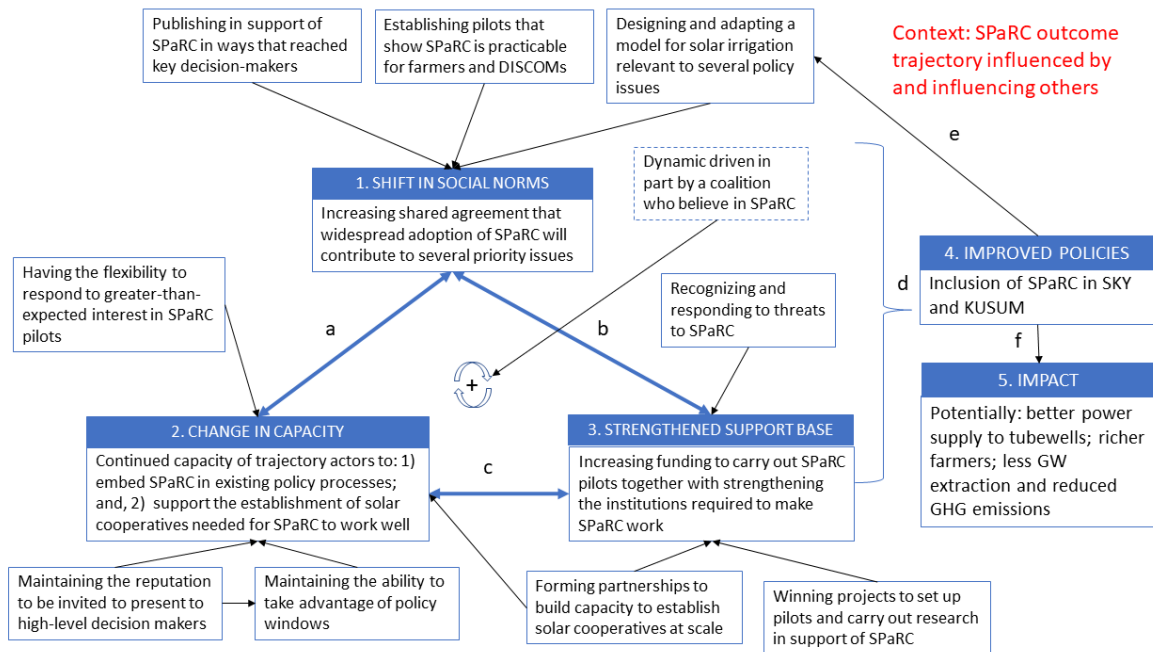 Publishing in support of
SPaRC in ways that reached
key decision-makers
Establishing pilots that
show SPaRC is practicable
for farmers and DISCOMs
Designing and adapting a
model for solar irrigation
relevant to several policy
issues
Context: SPaRC outcome
trajectory influenced by
and influencing others
e
Dynamic driven in
part by a coalition
who believe in SPaRC
1. SHIFT IN SOCIAL NORMS
Increasing shared agreement that
widespread adoption of SPaRC will
contribute to several priority issues
Having the flexibility to
respond to greater-than-
expected interest in SPaRC
pilots
a
b
Recognizing and
responding to threats
to SPaRC
d
4. IMPROVED POLICIES
Inclusion of SPaRC in SKY
and KUSUM
f
+
5. IMPACT
Potentially: better power
supply to tubewells; richer
farmers; less GW
extraction and reduced
GHG emissions
2. CHANGE IN CAPACITY
Continued capacity of trajectory actors to: 1)
embed SPaRC in existing policy processes;
and, 2) support the establishment of solar
cooperatives needed for SPaRC to work well
c
3. STRENGTHENED SUPPORT BASE
Increasing funding to carry out SPaRC
pilots together with strengthening
the institutions required to make
SPaRC work
Maintaining the reputation
to be invited to present to
high-level decision makers
Maintaining the ability to
take advantage of policy
windows
Forming partnerships to
build capacity to establish
solar cooperatives at scale
Winning projects to set up
pilots and carry out research
in support of SPaRC